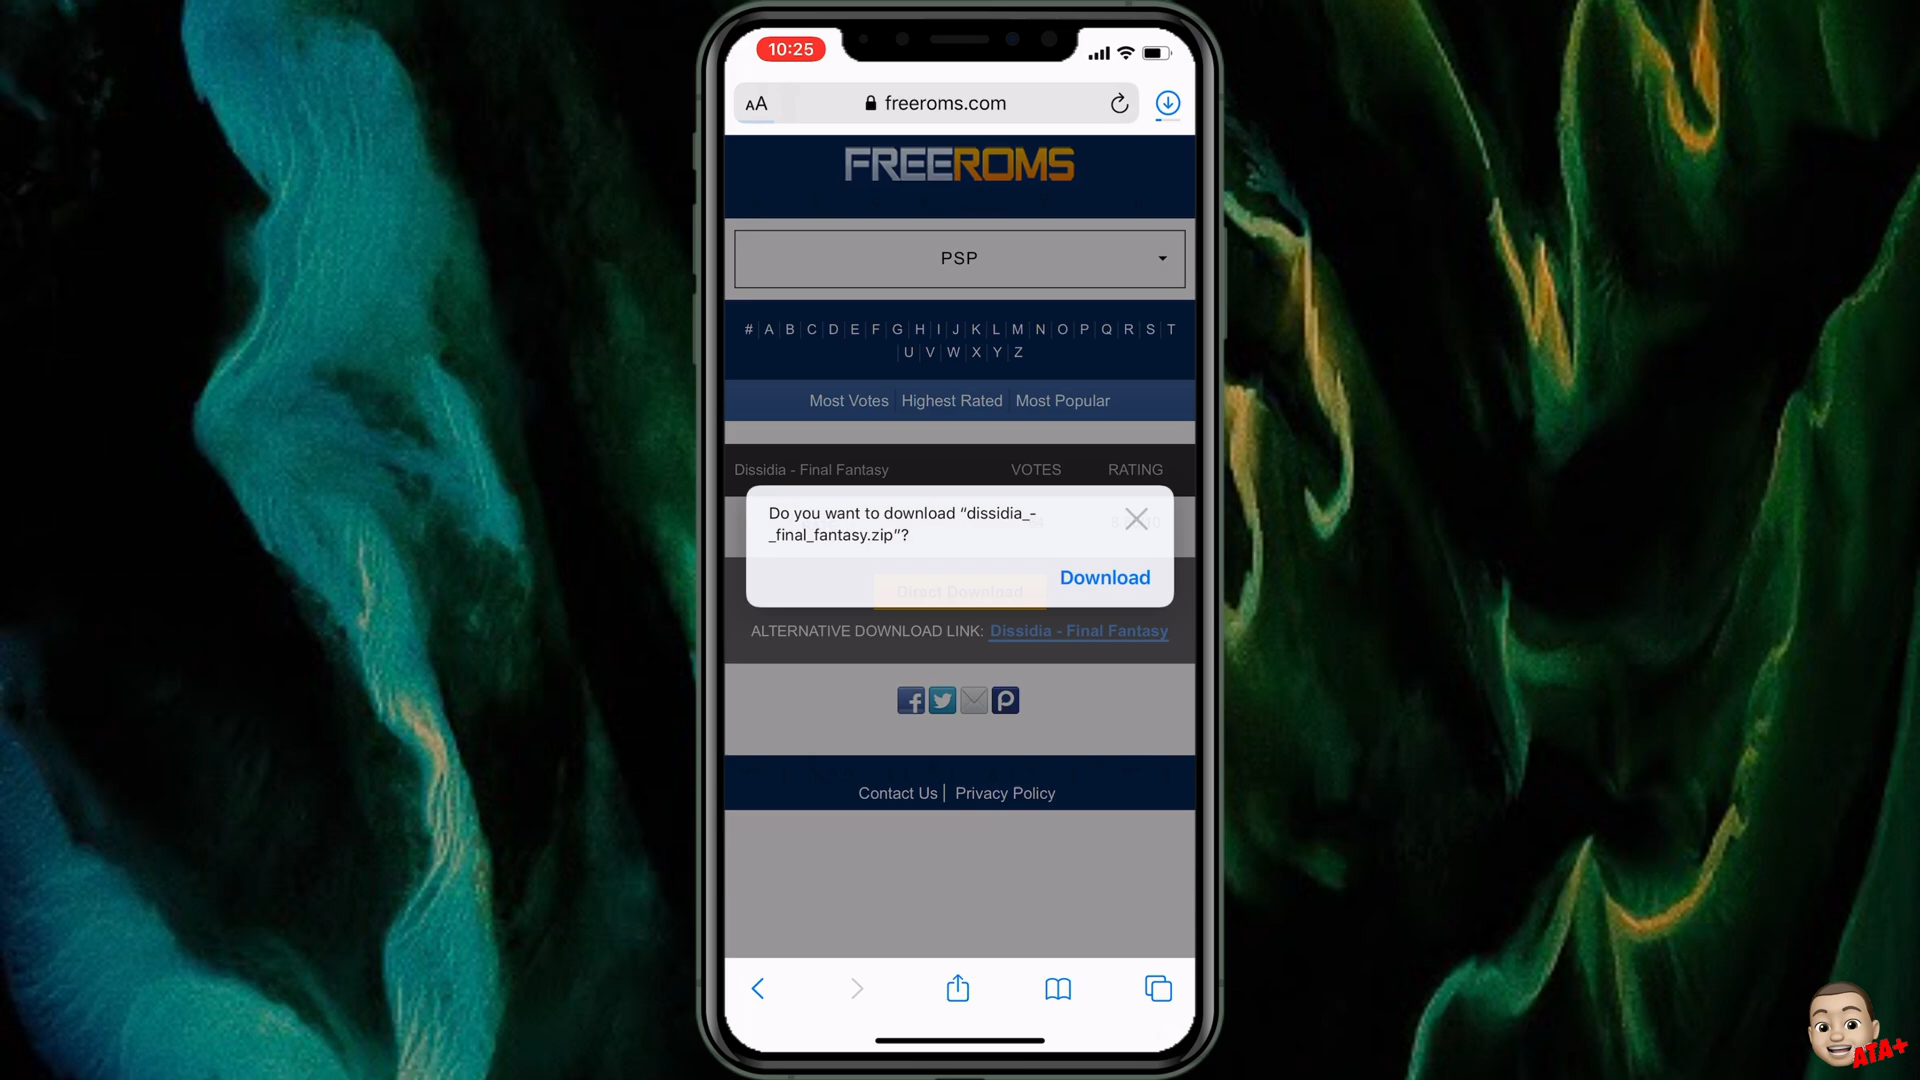 10:25
AA
freeroms.com
FREEROMS
PSP
# A B C D E F G H I J K L M N O P Q R S T
U V W X Y Z
Most Votes Highest Rated Most Popular
Dissidia - Final Fantasy VOTES RATING
Do you want to download “dissidia_-
_final_fantasy.zip”?
Download
Direct Download
ALTERNATIVE DOWNLOAD LINK: Dissidia - Final Fantasy
Contact Us | Privacy Policy
ATA+